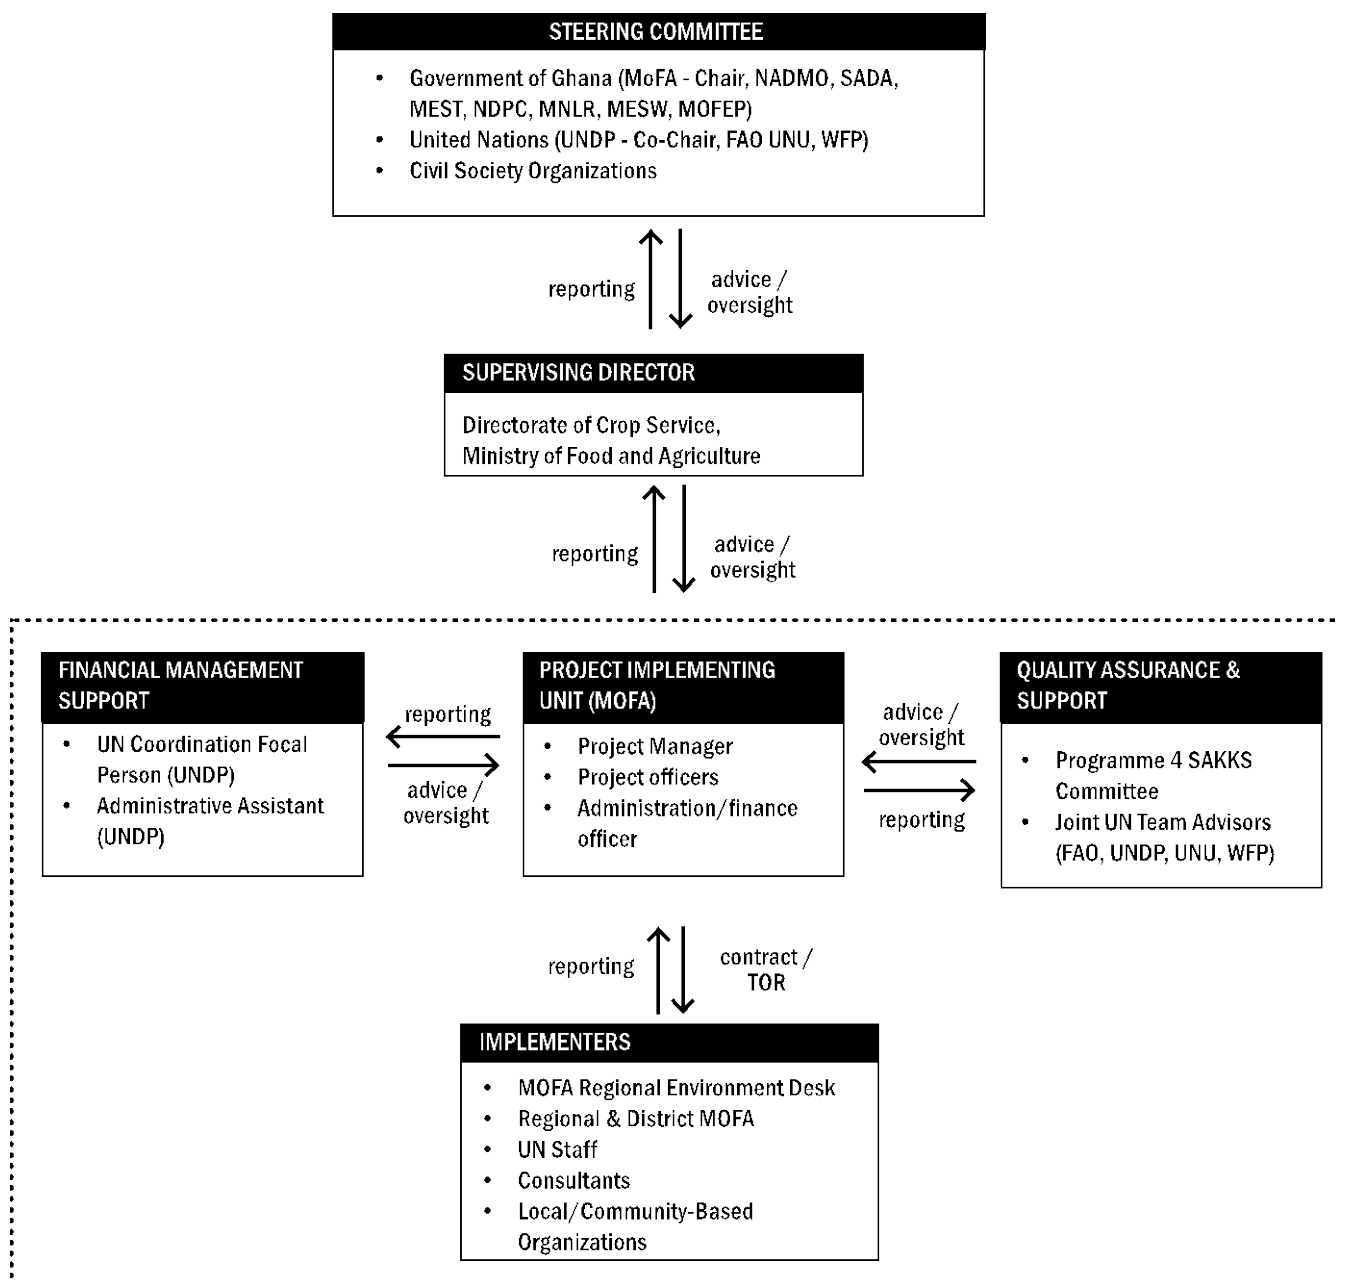 STEERING COMMITTEE
• Government of Ghana (MoFA - Chair, NADMO, SADA,
MEST, NDPC, MNLR, MESW, MOFEP)
• United Nations (UNDP - Co-Chair, FAO UNU, WFP)
• Civil Society Organizations
reporting
advice /
oversight
SUPERVISING DIRECTOR
Directorate of Crop Service,
Ministry of Food and Agriculture
reporting
advice /
oversight
FINANCIAL MANAGEMENT
SUPPORT
• UN Coordination Focal
Person (UNDP)
• Administrative Assistant
(UNDP)
reporting
advice /
oversight
PROJECT IMPLEMENTING
UNIT (MOFA)
• Project Manager
• Project officers
• Administration/finance
officer
advice /
oversight
reporting
QUALITY ASSURANCE &
SUPPORT
• Programme 4 SAKKS
Committee
• Joint UN Team Advisors
(FAO, UNDP, UNU, WFP)
reporting
contract /
TOR
IMPLEMENTERS
• MOFA Regional Environment Desk
• Regional & District MOFA
• UN Staff
• Consultants
• Local/Community-Based
Organizations